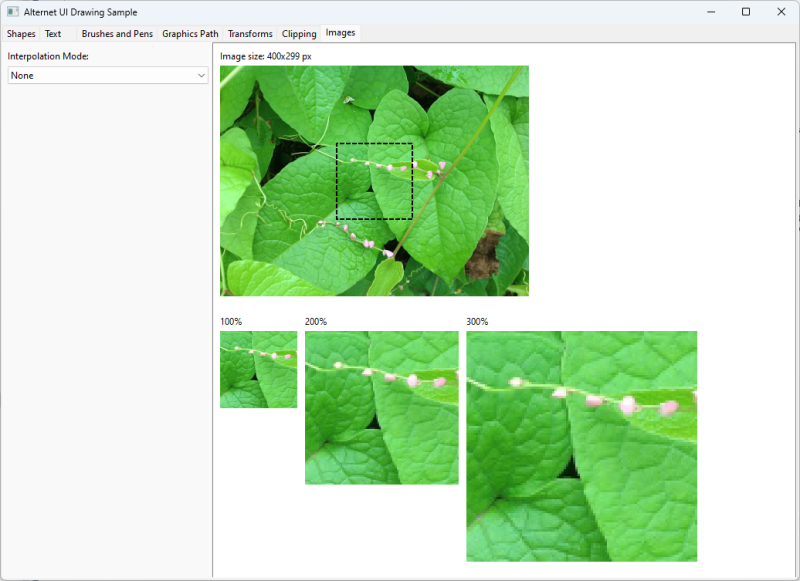 Alternet UI Drawing Sample
Shapes Text Brushes and Pens Graphics Path Transforms Clipping Images
Interpolation Mode:
None
Image size: 400x299 px
100% 200% 300%